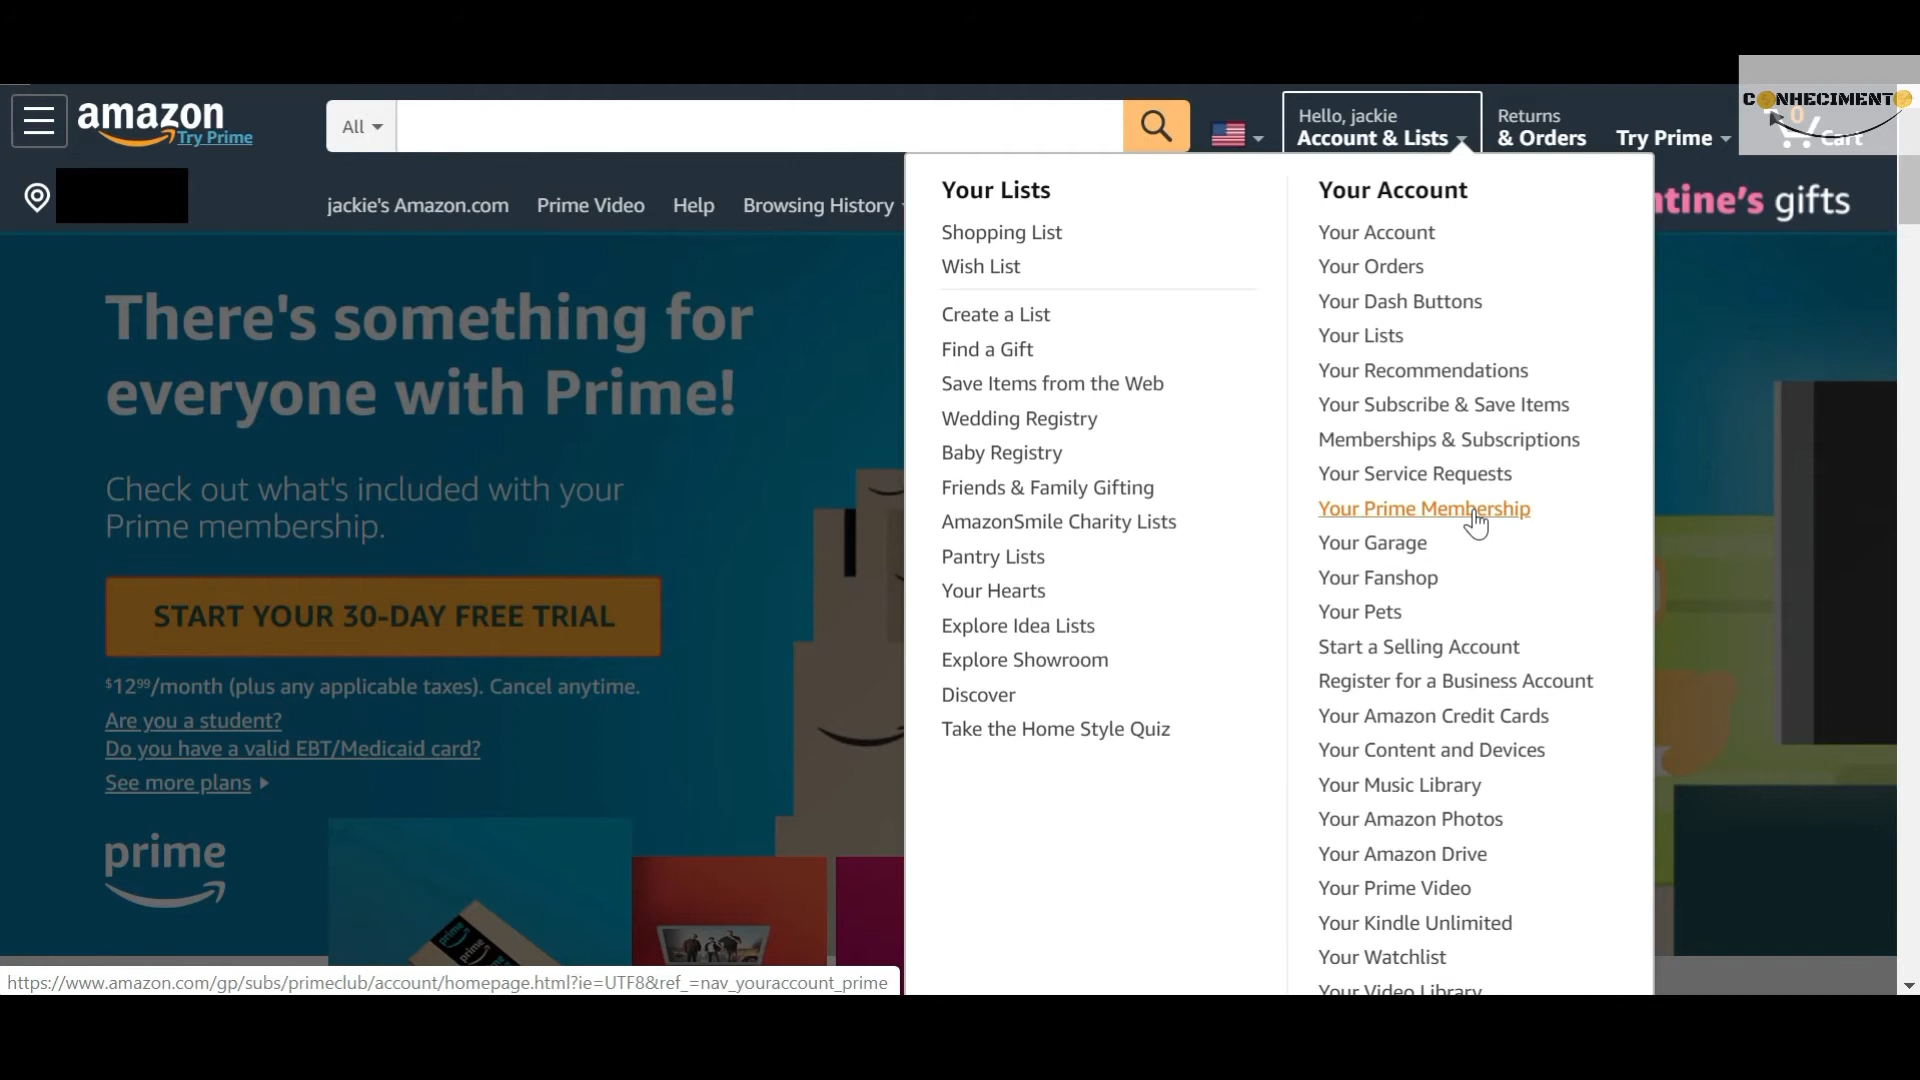 CONHECIMENTO
amazon
Try Prime
All
Hello, jackie
Account & Lists
Returns
& Orders
Try Prime
0
Cart
jackie's Amazon.com
Prime Video
Help
Browsing History
ntine's gifts
Your Lists
Shopping List
Wish List
Create a List
Find a Gift
Save Items from the Web
Wedding Registry
Baby Registry
Friends & Family Gifting
AmazonSmile Charity Lists
Pantry Lists
Your Hearts
Explore Idea Lists
Explore Showroom
Discover
Take the Home Style Quiz
Your Account
Your Account
Your Orders
Your Dash Buttons
Your Lists
Your Recommendations
Your Subscribe & Save Items
Memberships & Subscriptions
Your Service Requests
Your Prime Membership
Your Garage
Your Fanshop
Your Pets
Start a Selling Account
Register for a Business Account
Your Amazon Credit Cards
Your Content and Devices
Your Music Library
Your Amazon Photos
Your Amazon Drive
Your Prime Video
Your Kindle Unlimited
Your Watchlist
Your Video Library
There's something for
everyone with Prime!
Check out what's included with your
Prime membership.
START YOUR 30-DAY FREE TRIAL
$1299/month (plus any applicable taxes). Cancel anytime.
Are you a student?
Do you have a valid EBT/Medicaid card?
See more plans
prime
prime
prime
https://www.amazon.com/gp/subs/primeclub/account/homepage.html?ie=UTF8&ref_=nav_youraccount_prime